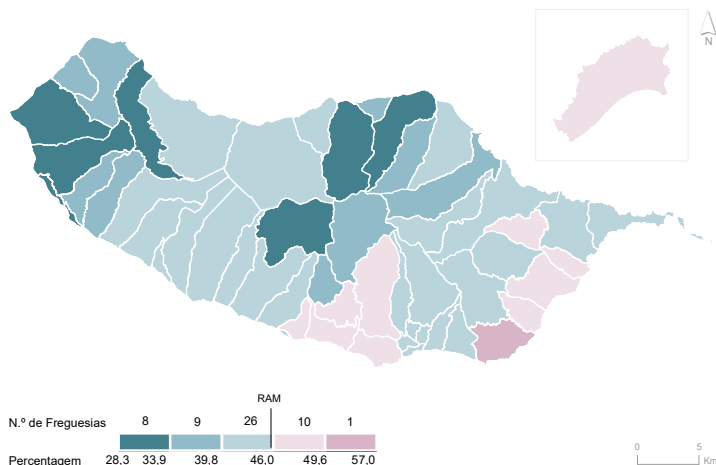 N
RAM
N.º de Freguesias 8 9 26 10 1
Percentagem 28,3 33,9 39,8 46,0 49,6 57,0
0 5
Km